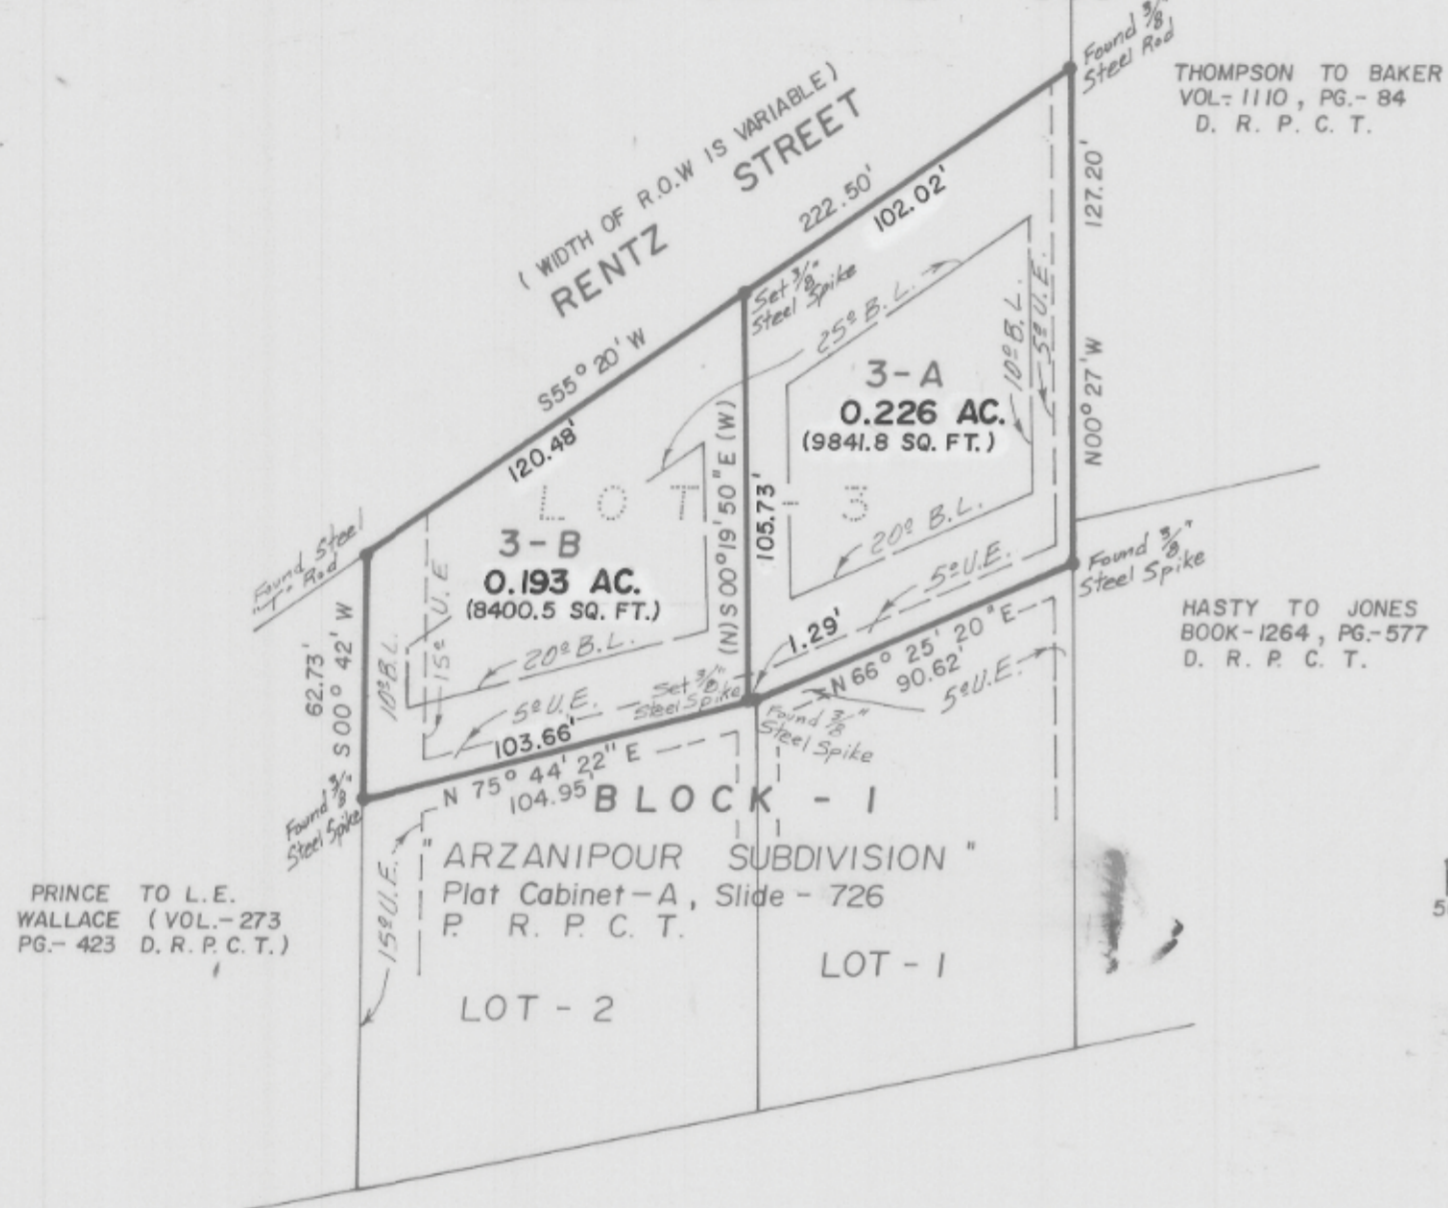 Found 3/8"
Steel Rod
THOMPSON TO BAKER
VOL-1110, PG.-84
D. R. P. C. T.
(WIDTH OF R.O.W IS VARIABLE)
RENTZ STREET
222.50'
102.02'
127.20'
N00° 27' W
Set 3/8"
Steel Spike
25° B.L.
10° B.L.
5° U.E.
3-A
0.226 AC.
(9841.8 SQ. FT.)
S55° 20' W
120.48'
(N) S 00° 19' 50" E (W)
105.73'
LOT - 3
20° B.L.
5° U.E.
3-B
0.193 AC.
(8400.5 SQ. FT.)
Found Steel
"T" Rod
62.73'
S 00° 42' W
10° B.L.
15° U.E
20° B.L.
5° U.E.
Set 3/8"
Steel Spike
1.29'
N 66° 25' 20" E
90.62'
5° U.E.
Found 3/8"
Steel Spike
HASTY TO JONES
BOOK-1264, PG.-577
D. R. P. C. T.
103.66'
N 75° 44' 22" E
104.95'
Found 3/8"
Steel Spike
Found 3/8"
Steel Spike
BLOCK - 1
"ARZANIPOUR SUBDIVISION"
Plat Cabinet-A, Slide - 726
P. R. P. C. T.
15° U.E.
PRINCE TO L.E.
WALLACE (VOL.-273
PG.-423 D. R. P. C. T.)
LOT - 1
LOT - 2
5